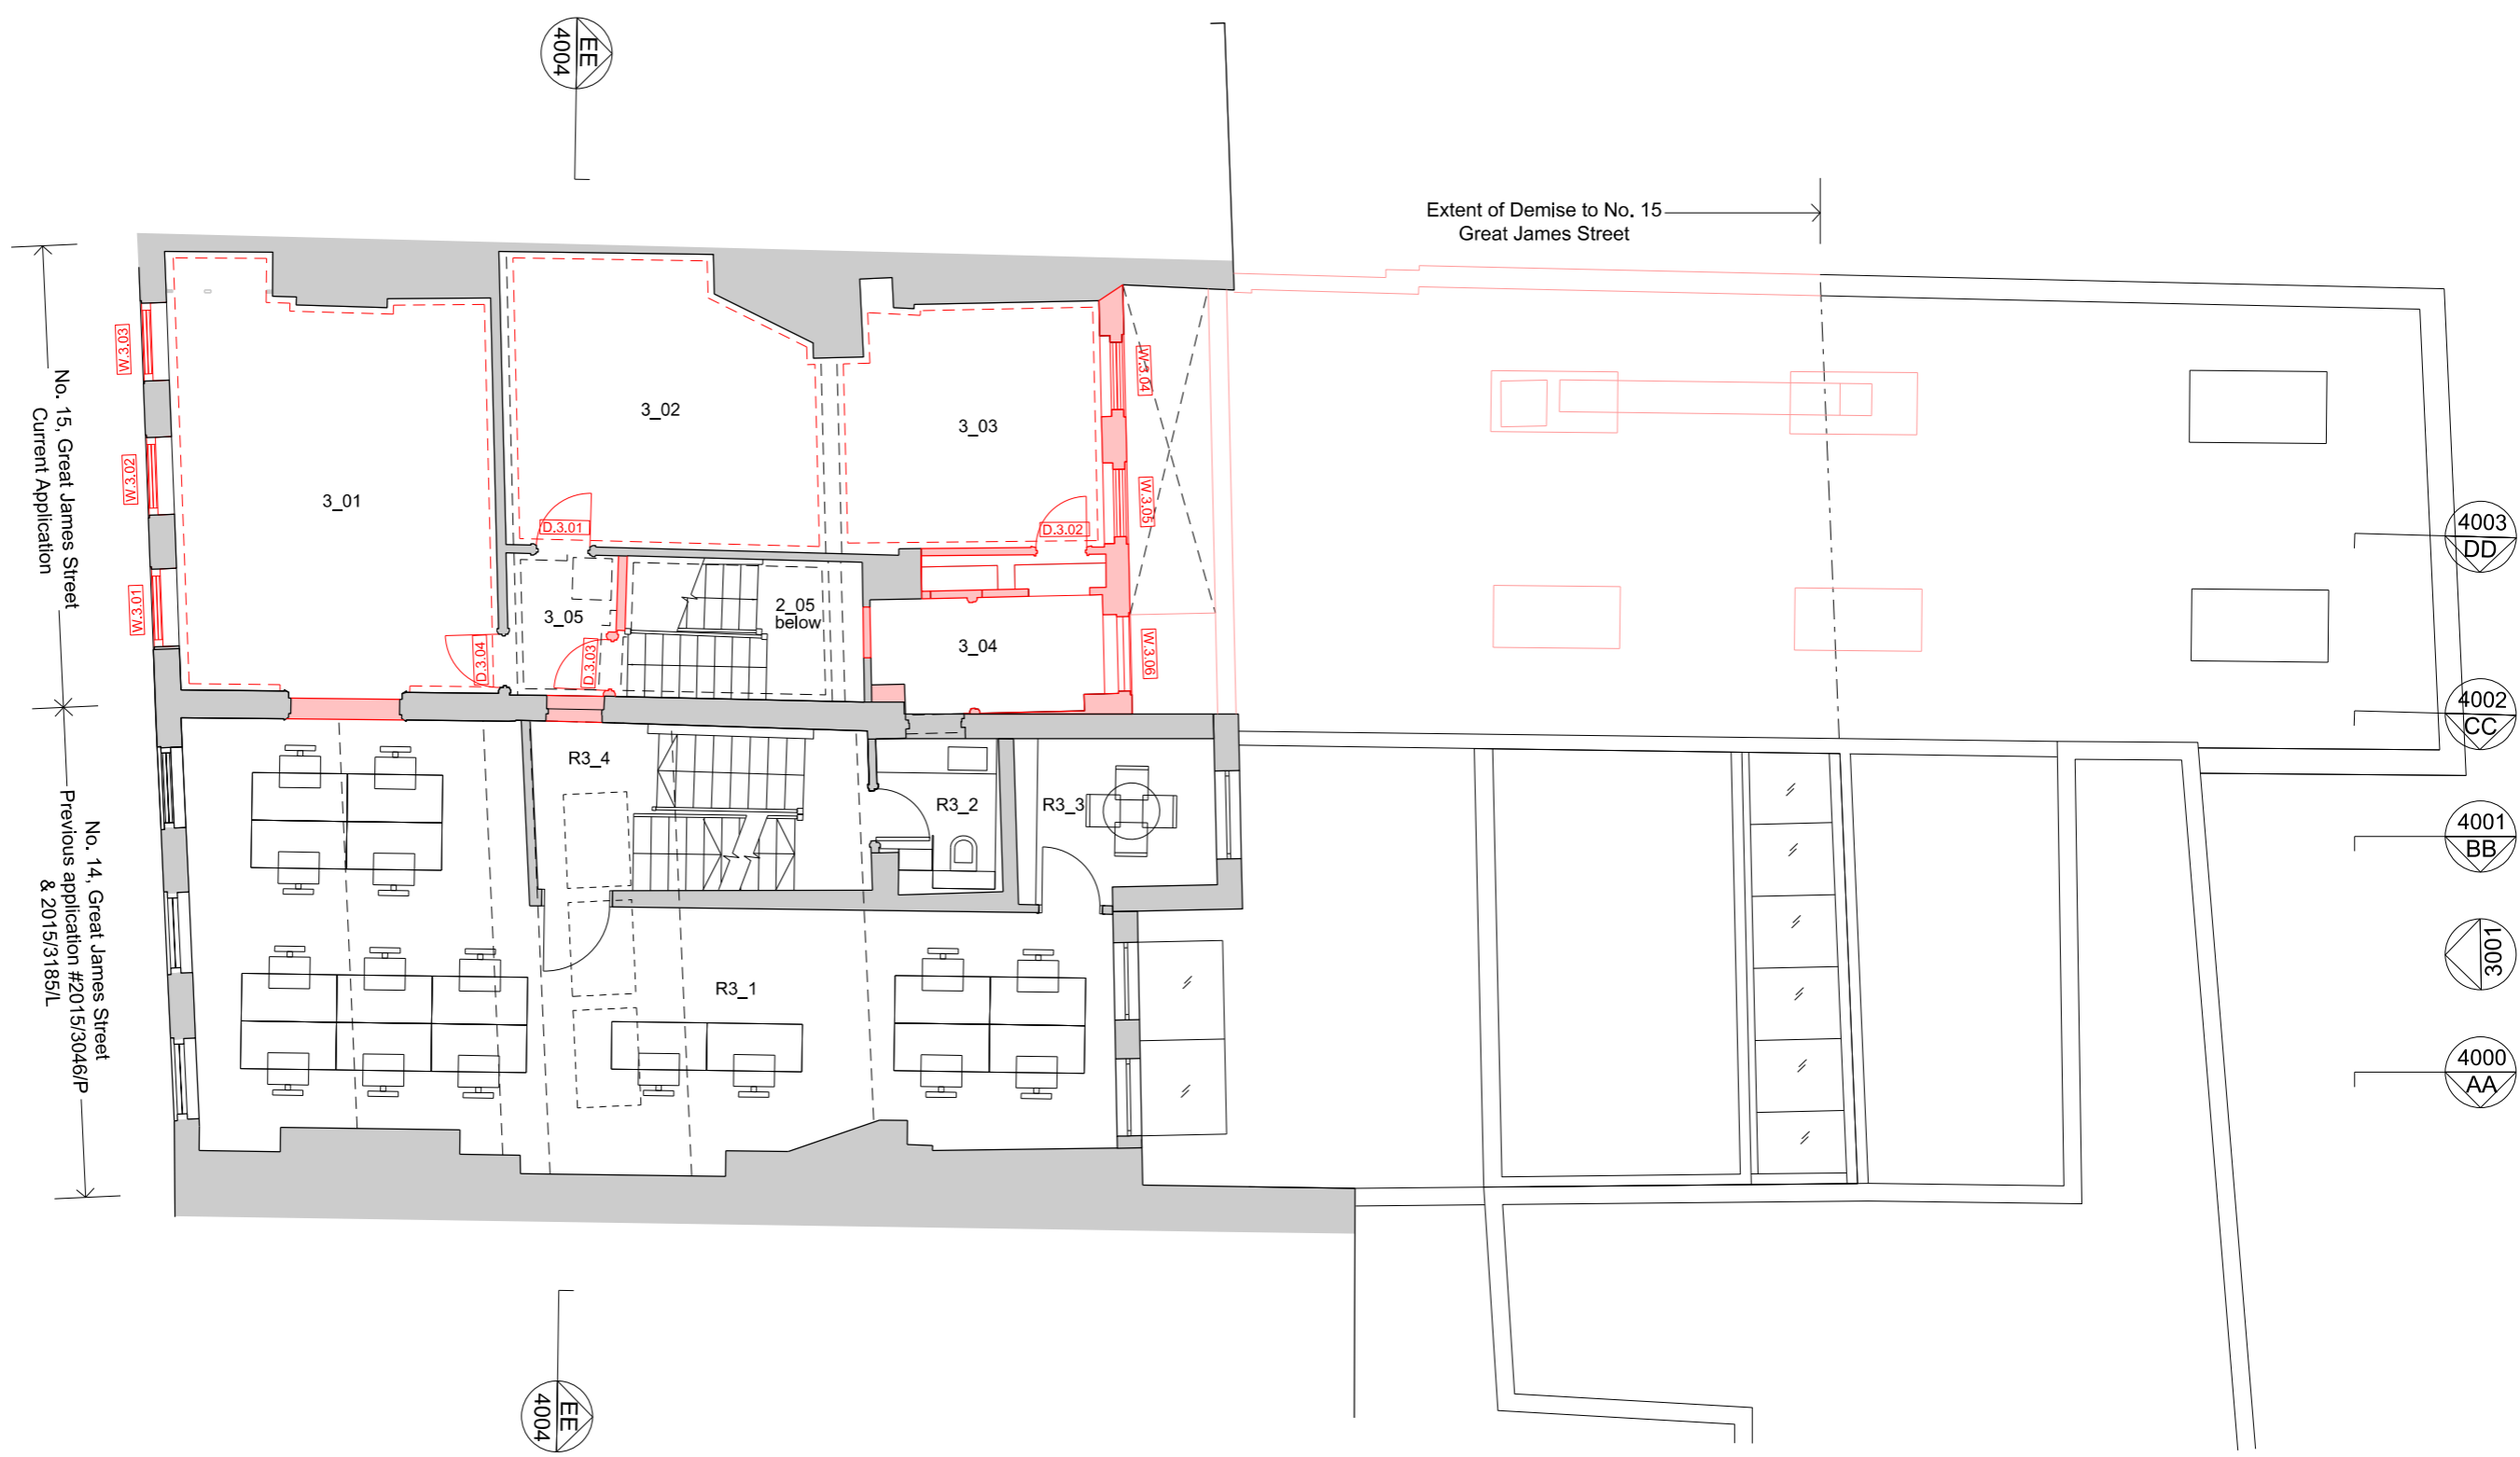 EE
4004
Extent of Demise to No. 15
Great James Street
No. 15, Great James Street
Current Application
W.3.03
W.3.02
W.3.01
3_01
3_02
3_03
W.3.04
W.3.05
W.3.06
D.3.01
D.3.02
D.3.03
D.3.04
3_05
2_05
below
3_04
4003
DD
4002
CC
4001
BB
3001
4000
AA
No. 14, Great James Street
Previous application #2015/3046/P
& 2015/3185/L
R3_4
R3_2
R3_3
R3_1
EE
4004